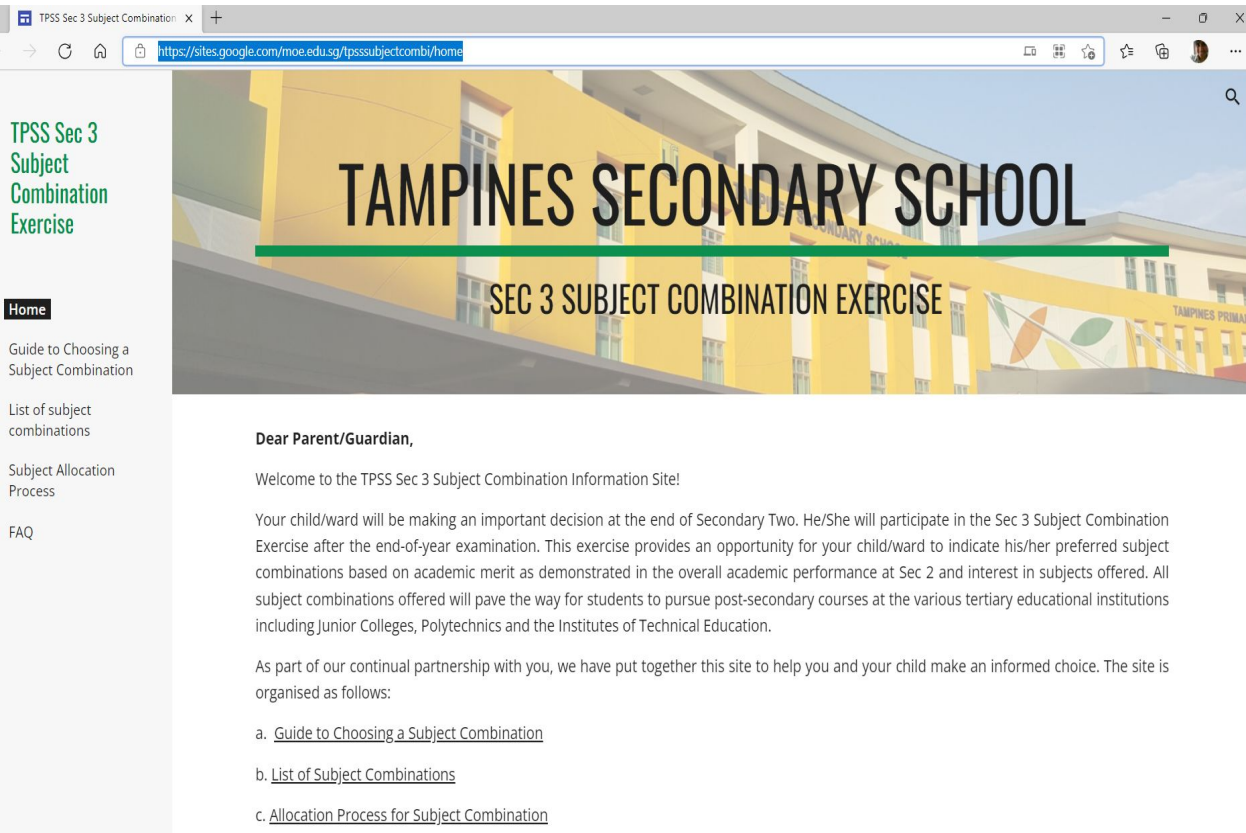 TPSS Sec 3 Subject Combination
https://sites.google.com/moe.edu.sg/tpsssubjectcombi/home
TPSS Sec 3
Subject
Combination
Exercise
Home
Guide to Choosing a
Subject Combination
List of subject
combinations
Subject Allocation
Process
FAQ
TAMPINES SECONDARY SCHOOL
SEC 3 SUBJECT COMBINATION EXERCISE
TAMPINES PRIMA
Dear Parent/Guardian,
Welcome to the TPSS Sec 3 Subject Combination Information Site!
Your child/ward will be making an important decision at the end of Secondary Two. He/She will participate in the Sec 3 Subject Combination
Exercise after the end-of-year examination. This exercise provides an opportunity for your child/ward to indicate his/her preferred subject
combinations based on academic merit as demonstrated in the overall academic performance at Sec 2 and interest in subjects offered. All
subject combinations offered will pave the way for students to pursue post-secondary courses at the various tertiary educational institutions
including Junior Colleges, Polytechnics and the Institutes of Technical Education.
As part of our continual partnership with you, we have put together this site to help you and your child make an informed choice. The site is
organised as follows:
a. Guide to Choosing a Subject Combination
b. List of Subject Combinations
c. Allocation Process for Subject Combination